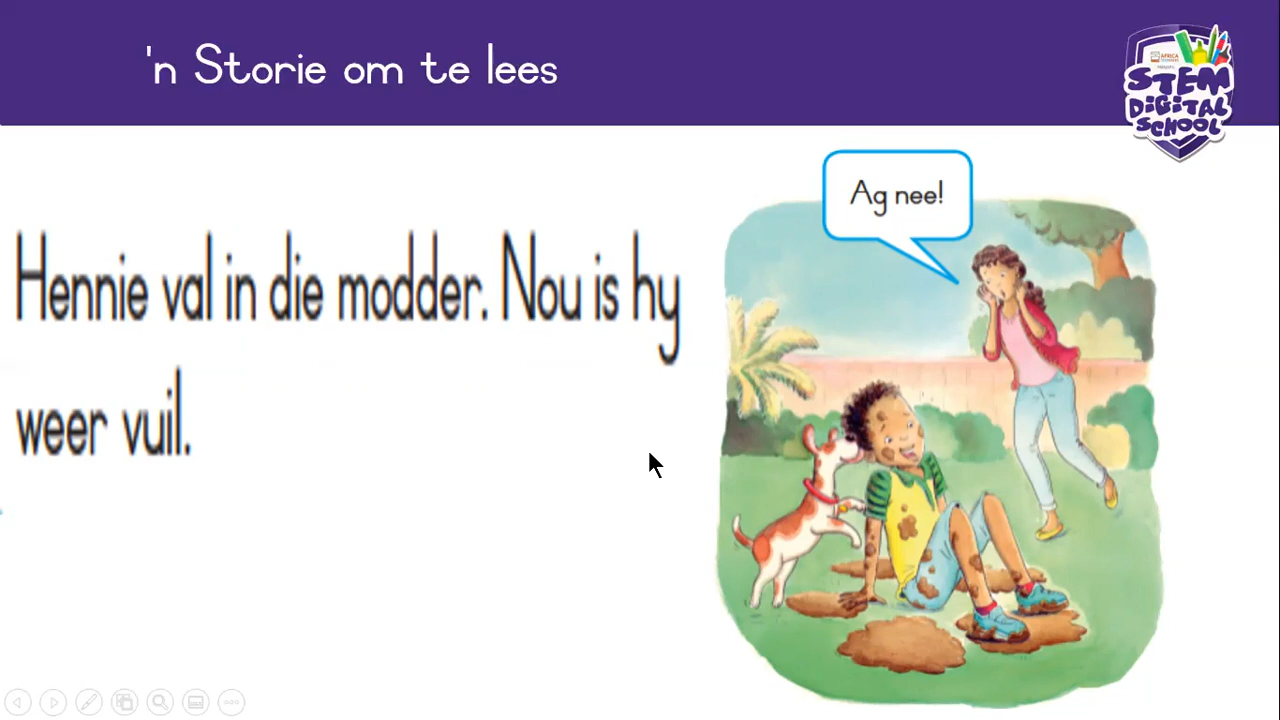 'n Storie om te lees
STEM
DIGITAL
SCHOOL
Ag nee!
Hennie val in die modder. Nou is hy
weer vuil.